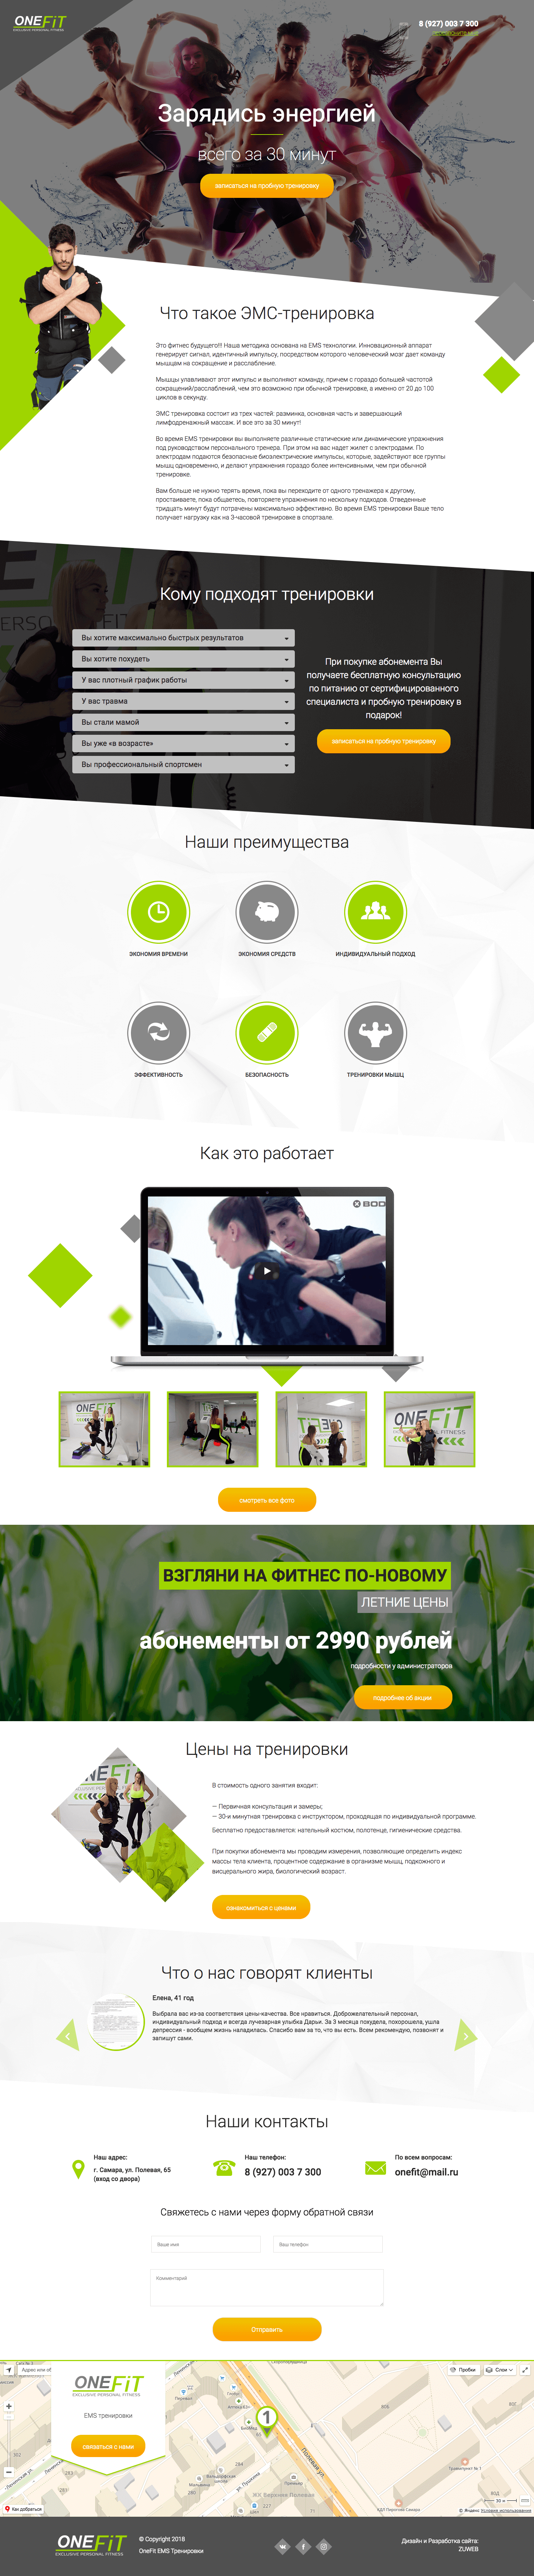 ONEFiT
EXCLUSIVE PERSONAL FITNESS
8 (927) 003 7 300
Зарядись энергией
всего за 30 минут
записаться на пробную тренировку
Что такое ЭМС-тренировка
Это фитнес будущего!!! Наша методика основана на EMS технологии. Инновационный аппарат
генерирует сигнал, идентичный импульсу, посредством которого человеческий мозг дает команду
мышцам на сокращение и расслабление.
Мышцы улавливают этот импульс и выполняют команду, причем с гораздо большей частотой
сокращений/расслаблений, чем это возможно при обычной тренировке, а именно от 20 до 100
циклов в секунду.
ЭМС тренировка состоит из трех частей: разминка, основная часть и завершающий
лимфодренажный массаж. И все это за 30 минут!
Во время EMS тренировки вы выполняете различные статические или динамические упражнения
под руководством персонального тренера. При этом на вас надет жилет с электродами. По
электродам подаются безопасные биоэлектрические импульсы, которые, задействуют все группы
мышц одновременно, и делают упражнения гораздо более интенсивными, чем при обычной
тренировке.
Вам больше не нужно терять время, пока вы переходите от одного тренажера к другому,
простаиваете, пока общаетесь, повторяете упражнения по нескольку подходов. Отведенные
тридцать минут будут потрачены максимально эффективно. Во время EMS тренировки Ваше тело
получает нагрузку как на 3-часовой тренировке в спортзале.
Кому подходят тренировки
Вы хотите максимально быстрых результатов
Вы хотите похудеть
У вас плотный график работы
У вас травма
Вы стали мамой
Вы уже «в возрасте»
Вы профессиональный спортсмен
При покупке абонемента Вы
получаете бесплатную консультацию
по питанию от сертифицированного
специалиста и пробную тренировку в
подарок!
записаться на пробную тренировку
Наши преимущества
ЭКОНОМИЯ ВРЕМЕНИ
ЭКОНОМИЯ СРЕДСТВ
ИНДИВИДУАЛЬНЫЙ ПОДХОД
ЭФФЕКТИВНОСТЬ
БЕЗОПАСНОСТЬ
ТРЕНИРОВКИ МЫШЦ
Как это работает
смотреть все фото
ВЗГЛЯНИ НА ФИТНЕС ПО-НОВОМУ
ЛЕТНИЕ ЦЕНЫ
абонементы от 2990 рублей
подробности у администраторов
подробнее об акции
Цены на тренировки
В стоимость одного занятия входит:
— Первичная консультация и замеры;
— 30-и минутная тренировка с инструктором, проходящая по индивидуальной программе.
Бесплатно предоставляется: нательный костюм, полотенце, гигиенические средства.
При покупки абонемента мы проводим измерения, позволяющие определить индекс
массы тела клиента, процентное содержание в организме мышц, подкожного и
висцерального жира, биологический возраст.
ознакомиться с ценами
Что о нас говорят клиенты
Елена, 41 год
Выбрала вас из-за соответствия цены-качества. Все нравиться. Доброжелательный персонал,
индивидуальный подход и всегда лучезарная улыбка Дарьи. За 3 месяца похудела, похорошела, ушла
депрессия - вообщем жизнь наладилась. Спасибо вам за то, что вы есть. Всем рекомендую, позвонят и
запишут сами.
Наши контакты
Наш адрес:
г. Самара, ул. Полевая, 65
(вход со двора)
Наш телефон:
8 (927) 003 7 300
По всем вопросам:
onefit@mail.ru
Свяжетесь с нами через форму обратной связи
Ваше имя
Ваш телефон
Комментарий
Отправить
Пробки
Слои
ONEFiT
EXCLUSIVE PERSONAL FITNESS
EMS тренировки
связаться с нами
1
Полевая ул.
Как добраться
ONEFiT
EXCLUSIVE PERSONAL FITNESS
© Copyright 2018
OneFit EMS Тренировки
Дизайн и Разработка сайта:
ZUWEB